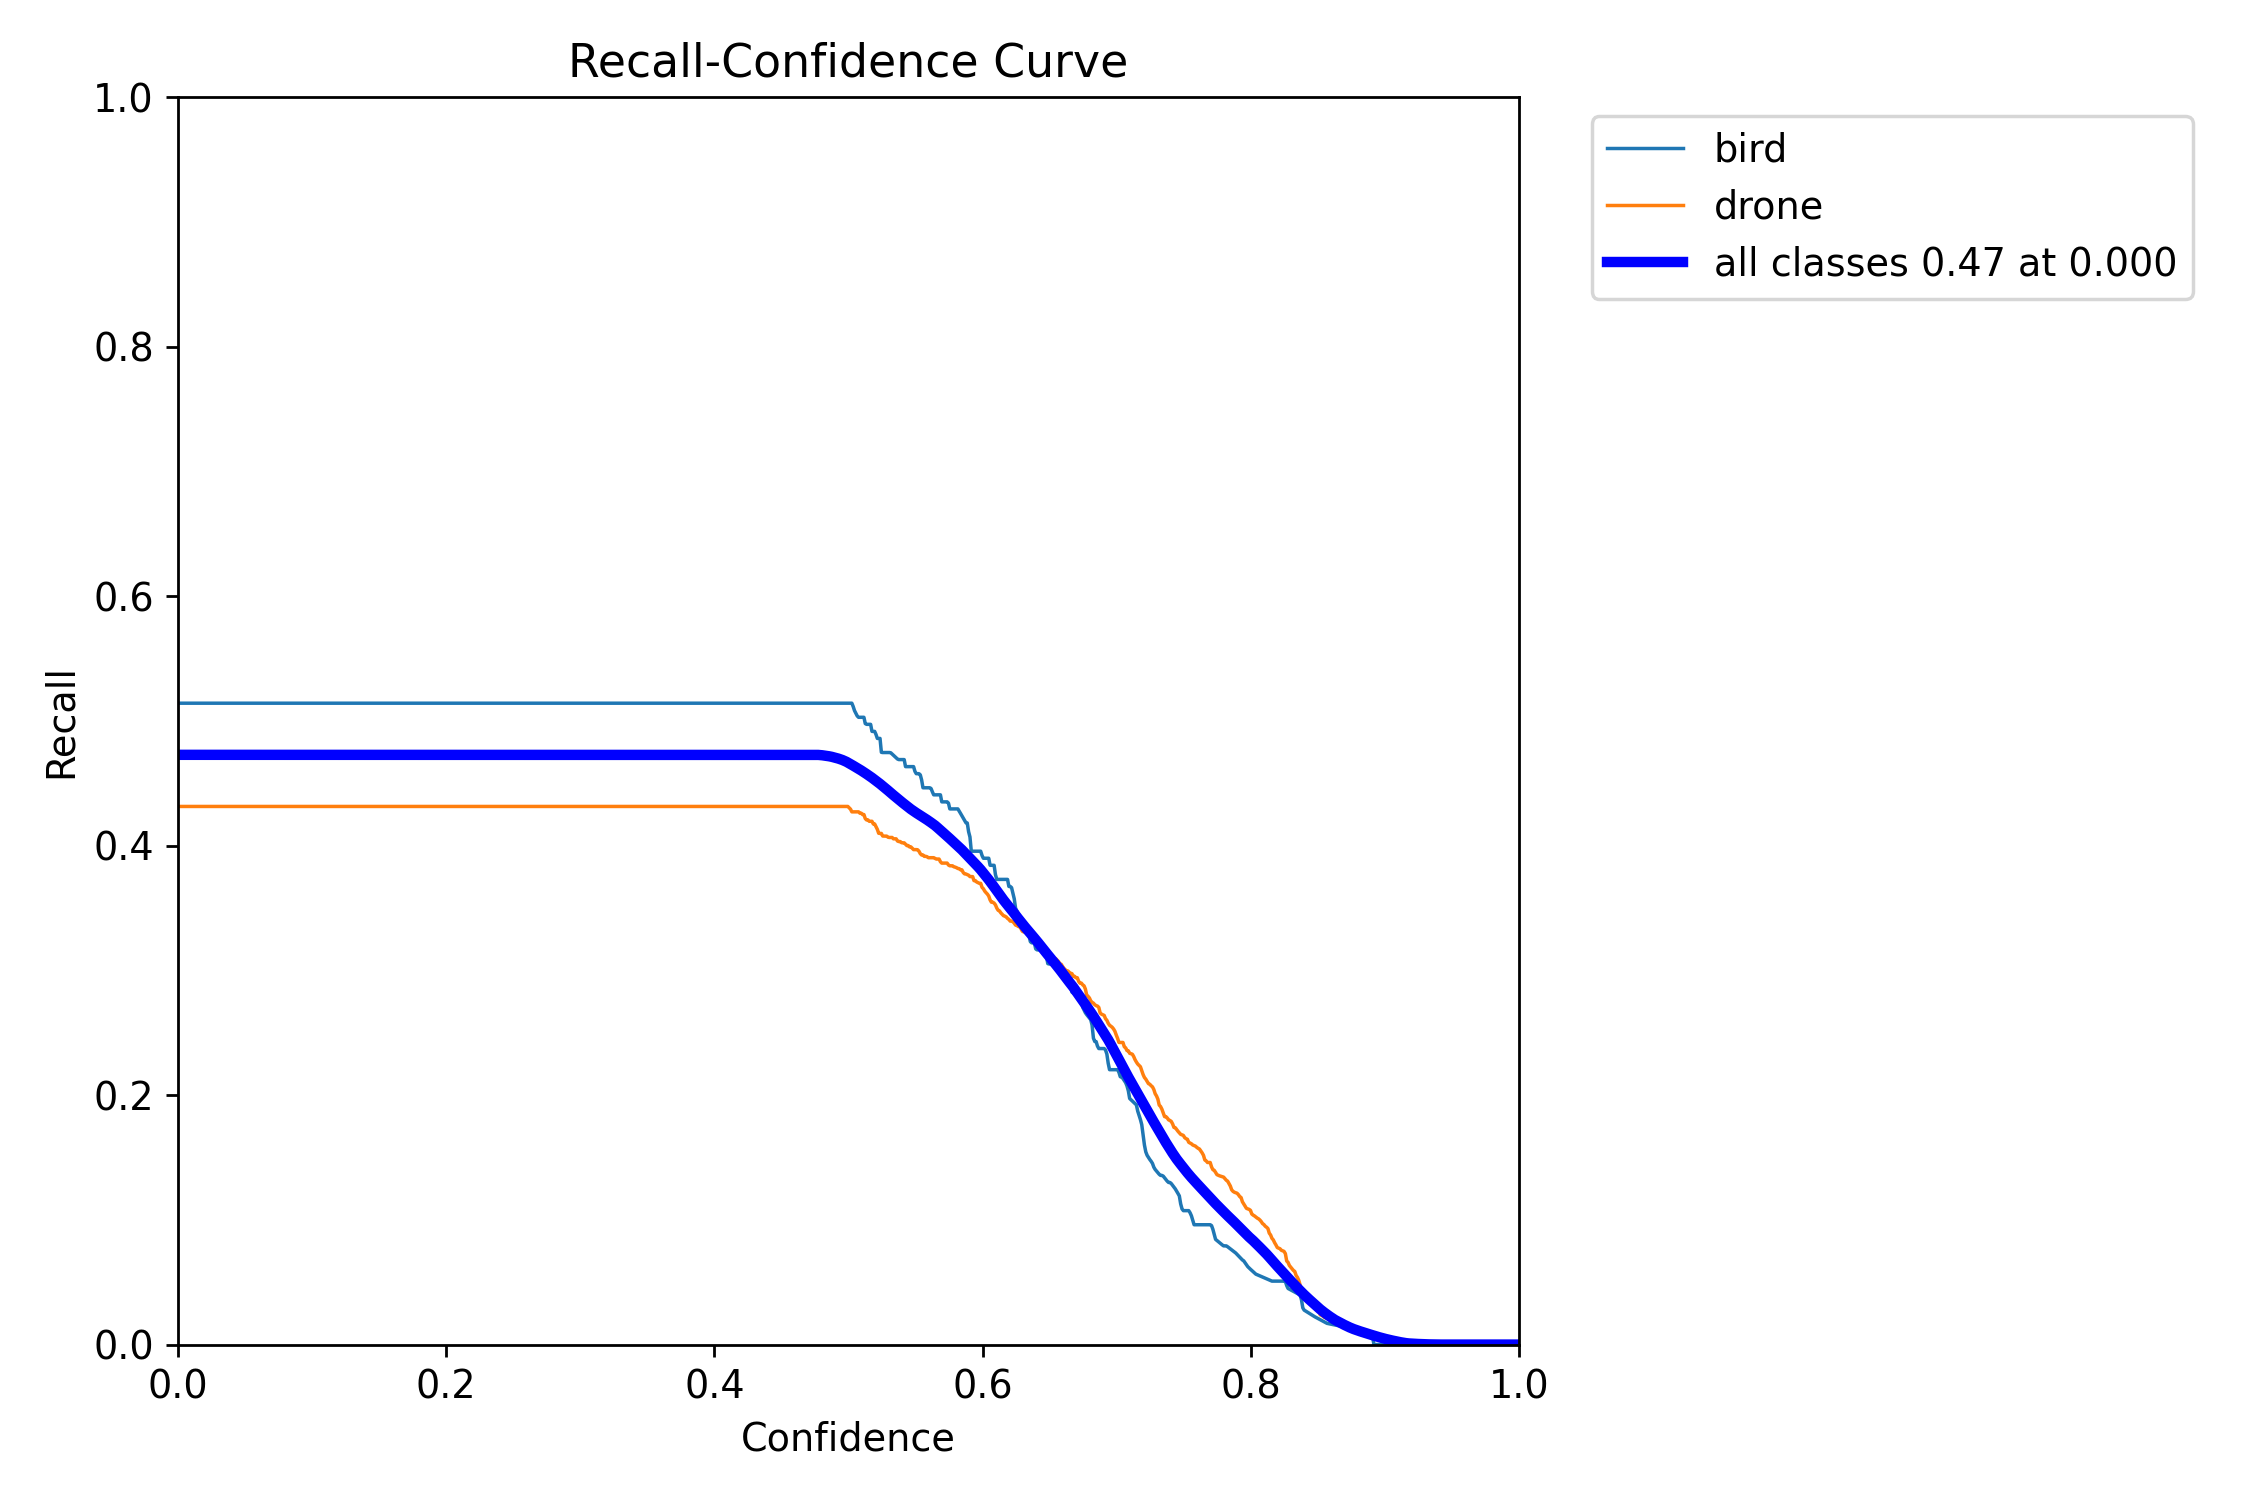 Recall-Confidence Curve
1.0
0.8
0.6
0.4
0.2
0.0
Recall
0.0 0.2 0.4 0.6 0.8 1.0
Confidence
bird
drone
all classes 0.47 at 0.000